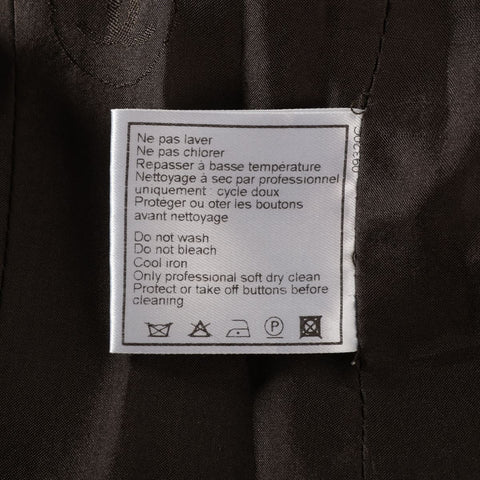 Ne pas laver
Ne pas chlorer
Repasser à basse température
Nettoyage à sec par professionnel
uniquement : cycle doux
Protéger ou oter les boutons
avant nettoyage
Do not wash
Do not bleach
Cool iron
Only professional soft dry clean
Protect or take off buttons before
cleaning
P